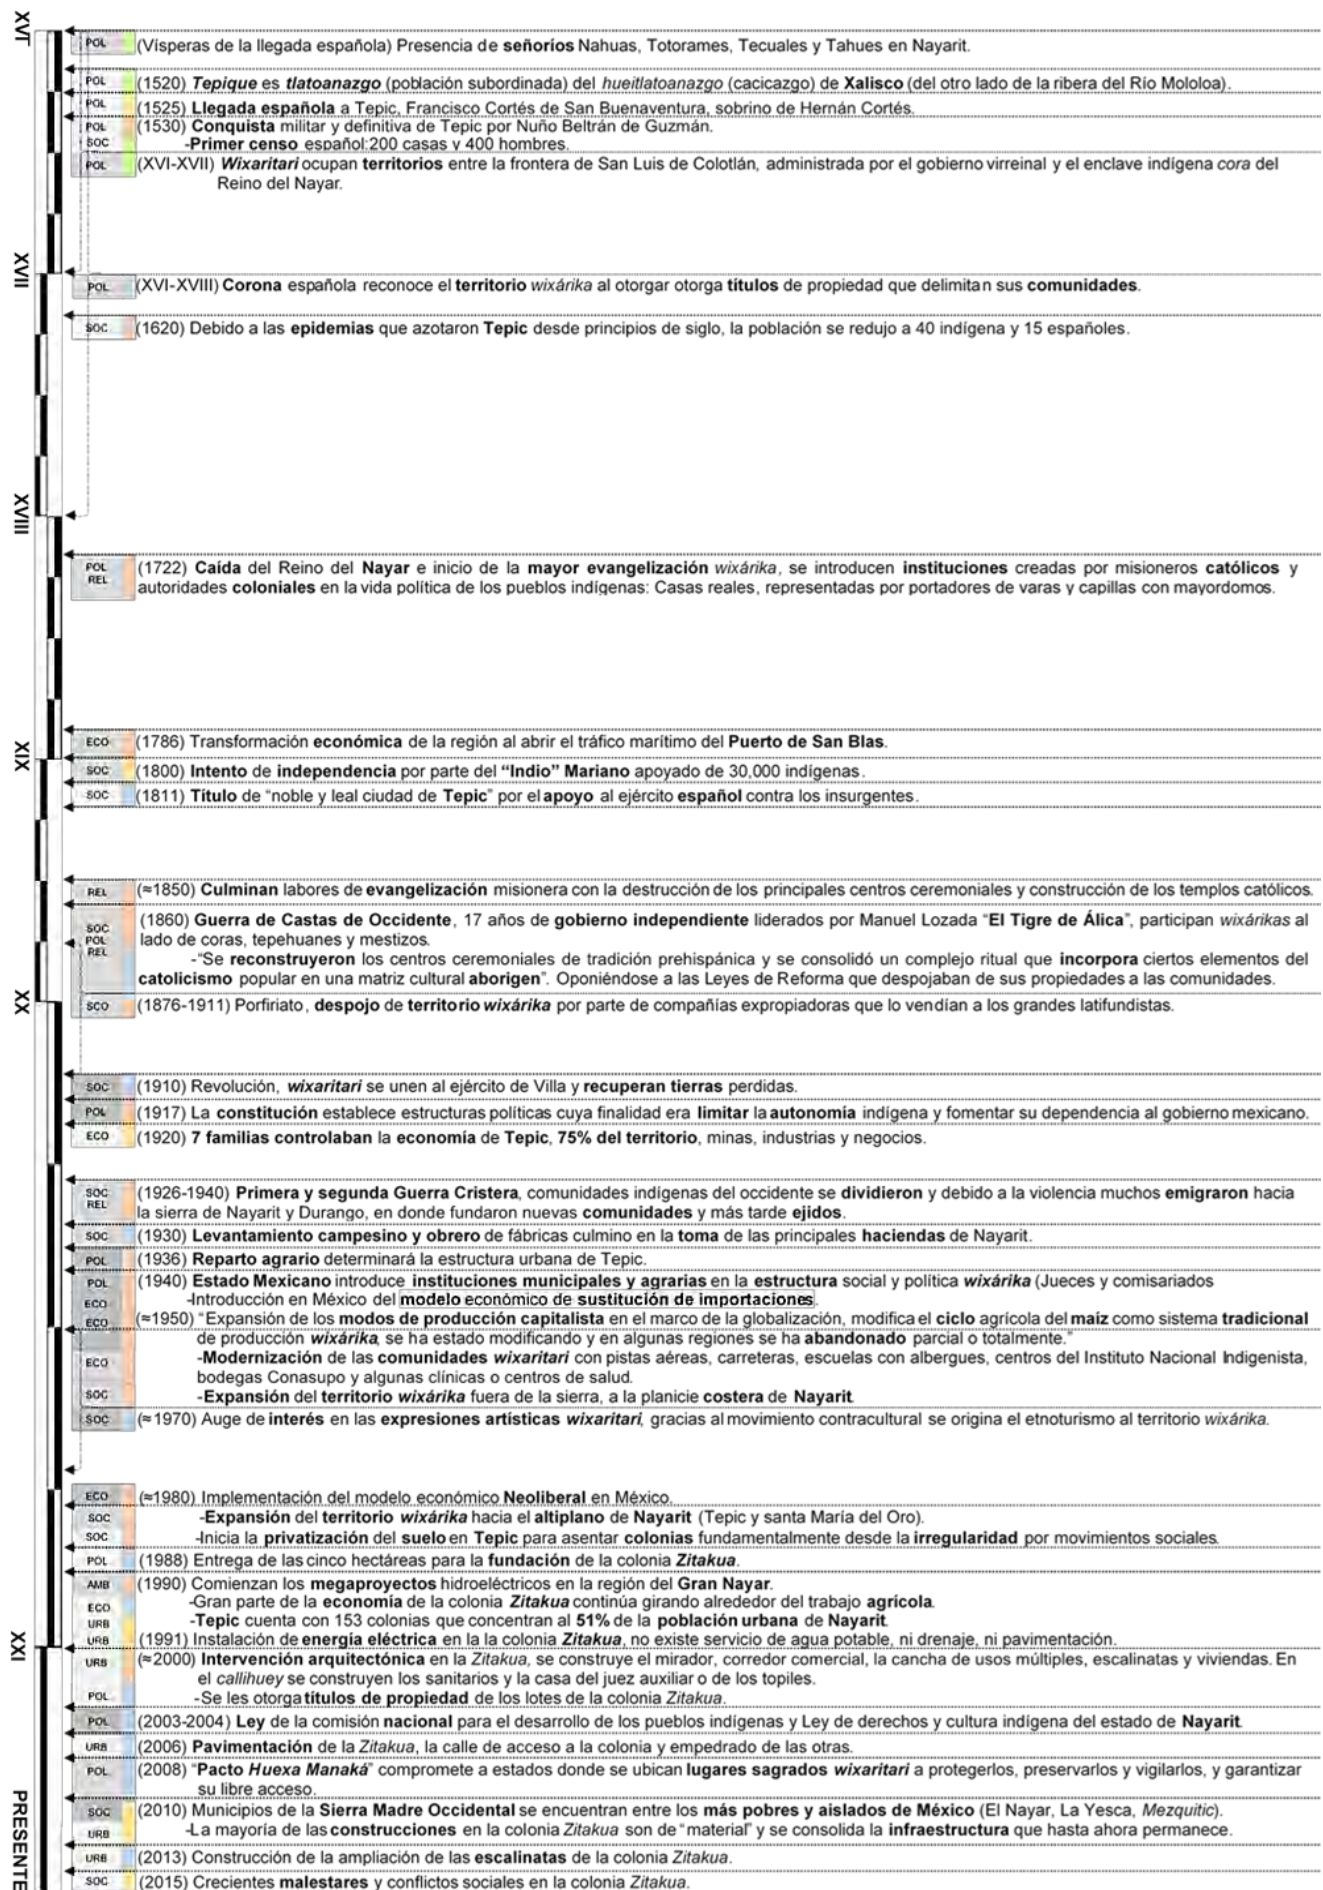 XVI
POL (Vísperas de la llegada española) Presencia de señoríos Nahuas, Totorames, Tecuales y Tahues en Nayarit.
POL (1520) Tepique es tlatoanazgo (población subordinada) del hueitlatoanazgo (cacicazgo) de Xalisco (del otro lado de la ribera del Río Mololoa).
POL (1525) Llegada española a Tepic, Francisco Cortés de San Buenaventura, sobrino de Hernán Cortés.
POL (1530) Conquista militar y definitiva de Tepic por Nuño Beltrán de Guzmán.
SOC -Primer censo español:200 casas y 400 hombres.
POL (XVI-XVII) Wixaritari ocupan territorios entre la frontera de San Luis de Colotlán, administrada por el gobierno virreinal y el enclave indígena cora del
Reino del Nayar.
XVII
POL (XVI-XVIII) Corona española reconoce el territorio wixárika al otorgar otorga títulos de propiedad que delimitan sus comunidades.
SOC (1620) Debido a las epidemias que azotaron Tepic desde principios de siglo, la población se redujo a 40 indígena y 15 españoles.
XVIII
POL (1722) Caída del Reino del Nayar e inicio de la mayor evangelización wixárika, se introducen instituciones creadas por misioneros católicos y
REL autoridades coloniales en la vida política de los pueblos indígenas: Casas reales, representadas por portadores de varas y capillas con mayordomos.
ECO (1786) Transformación económica de la región al abrir el tráfico marítimo del Puerto de San Blas.
XIX
SOC (1800) Intento de independencia por parte del “Indio” Mariano apoyado de 30,000 indígenas.
SOC (1811) Título de “noble y leal ciudad de Tepic” por el apoyo al ejército español contra los insurgentes.
REL (≈1850) Culminan labores de evangelización misionera con la destrucción de los principales centros ceremoniales y construcción de los templos católicos.
SOC (1860) Guerra de Castas de Occidente, 17 años de gobierno independiente liderados por Manuel Lozada “El Tigre de Álica”, participan wixárikas al
POL lado de coras, tepehuanes y mestizos.
REL -“Se reconstruyeron los centros ceremoniales de tradición prehispánica y se consolidó un complejo ritual que incorpora ciertos elementos del
catolicismo popular en una matriz cultural aborigen”. Oponiéndose a las Leyes de Reforma que despojaban de sus propiedades a las comunidades.
XX
SCO (1876-1911) Porfiriato, despojo de territorio wixárika por parte de compañías expropiadoras que lo vendían a los grandes latifundistas.
SOC (1910) Revolución, wixaritari se unen al ejército de Villa y recuperan tierras perdidas.
POL (1917) La constitución establece estructuras políticas cuya finalidad era limitar la autonomía indígena y fomentar su dependencia al gobierno mexicano.
ECO (1920) 7 familias controlaban la economía de Tepic, 75% del territorio, minas, industrias y negocios.
SOC (1926-1940) Primera y segunda Guerra Cristera, comunidades indígenas del occidente se dividieron y debido a la violencia muchos emigraron hacia
REL la sierra de Nayarit y Durango, en donde fundaron nuevas comunidades y más tarde ejidos.
SOC (1930) Levantamiento campesino y obrero de fábricas culmino en la toma de las principales haciendas de Nayarit.
POL (1936) Reparto agrario determinará la estructura urbana de Tepic.
POL (1940) Estado Mexicano introduce instituciones municipales y agrarias en la estructura social y política wixárika (Jueces y comisariados
ECO -Introducción en México del modelo económico de sustitución de importaciones.
ECO (≈1950) “Expansión de los modos de producción capitalista en el marco de la globalización, modifica el ciclo agrícola del maíz como sistema tradicional
de producción wixárika, se ha estado modificando y en algunas regiones se ha abandonado parcial o totalmente.”
ECO -Modernización de las comunidades wixaritari con pistas aéreas, carreteras, escuelas con albergues, centros del Instituto Nacional Indigenista,
bodegas Conasupo y algunas clínicas o centros de salud.
SOC -Expansión del territorio wixárika fuera de la sierra, a la planicie costera de Nayarit.
SOC (≈1970) Auge de interés en las expresiones artísticas wixaritari, gracias al movimiento contracultural se origina el etnoturismo al territorio wixárika.
ECO (≈1980) Implementación del modelo económico Neoliberal en México.
SOC -Expansión del territorio wixárika hacia el altiplano de Nayarit (Tepic y santa María del Oro).
SOC -Inicia la privatización del suelo en Tepic para asentar colonias fundamentalmente desde la irregularidad por movimientos sociales.
POL (1988) Entrega de las cinco hectáreas para la fundación de la colonia Zitakua.
AMB (1990) Comienzan los megaproyectos hidroeléctricos en la región del Gran Nayar.
ECO -Gran parte de la economía de la colonia Zitakua continúa girando alrededor del trabajo agrícola.
URB -Tepic cuenta con 153 colonias que concentran al 51% de la población urbana de Nayarit.
URB (1991) Instalación de energía eléctrica en la la colonia Zitakua, no existe servicio de agua potable, ni drenaje, ni pavimentación.
XXI
URB (≈2000) Intervención arquitectónica en la Zitakua, se construye el mirador, corredor comercial, la cancha de usos múltiples, escalinatas y viviendas. En
el callihuey se construyen los sanitarios y la casa del juez auxiliar o de los topiles.
POL -Se les otorga títulos de propiedad de los lotes de la colonia Zitakua.
POL (2003-2004) Ley de la comisión nacional para el desarrollo de los pueblos indígenas y Ley de derechos y cultura indígena del estado de Nayarit.
URB (2006) Pavimentación de la Zitakua, la calle de acceso a la colonia y empedrado de las otras.
POL (2008) “Pacto Huexa Manaká” compromete a estados donde se ubican lugares sagrados wixaritari a protegerlos, preservarlos y vigilarlos, y garantizar
su libre acceso.
PRESENTE
SOC (2010) Municipios de la Sierra Madre Occidental se encuentran entre los más pobres y aislados de México (El Nayar, La Yesca, Mezquitic).
URB -La mayoría de las construcciones en la colonia Zitakua son de “material” y se consolida la infraestructura que hasta ahora permanece.
URB (2013) Construcción de la ampliación de las escalinatas de la colonia Zitakua.
SOC (2015) Crecientes malestares y conflictos sociales en la colonia Zitakua.